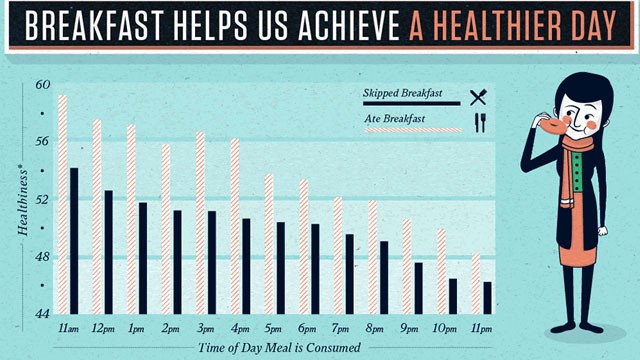 BREAKFAST HELPS US ACHIEVE A HEALTHIER DAY
60
56
52
48
44
Healthiness*
Skipped Breakfast
Ate Breakfast
11am 12pm 1pm 2pm 3pm 4pm 5pm 6pm 7pm 8pm 9pm 10pm 11pm
Time of Day Meal is Consumed